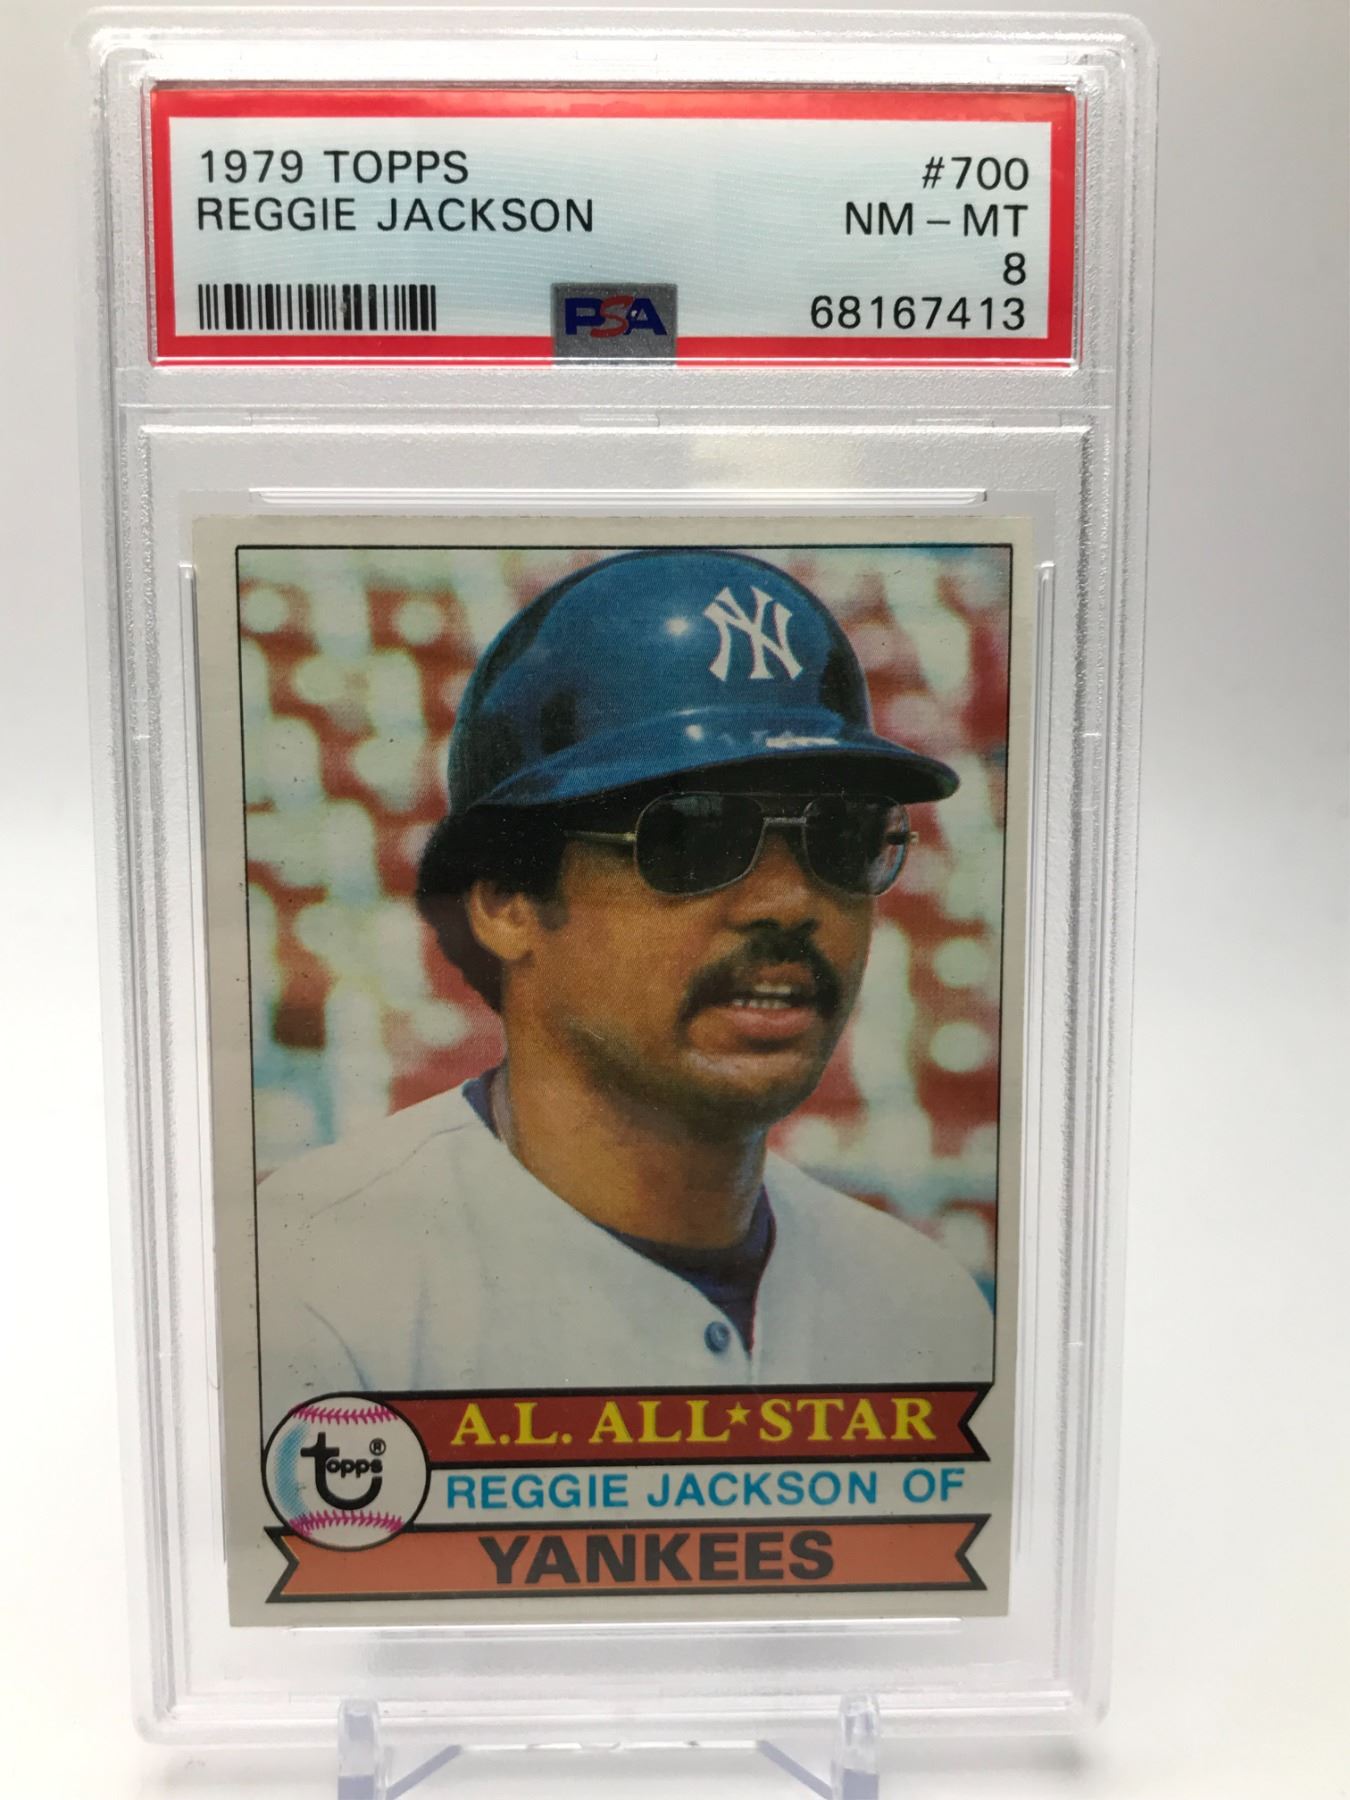 1979 TOPPS #700
REGGIE JACKSON NM - MT
8
PSA 68167413
NY
A.L. ALL★STAR
topps®
REGGIE JACKSON OF
YANKEES